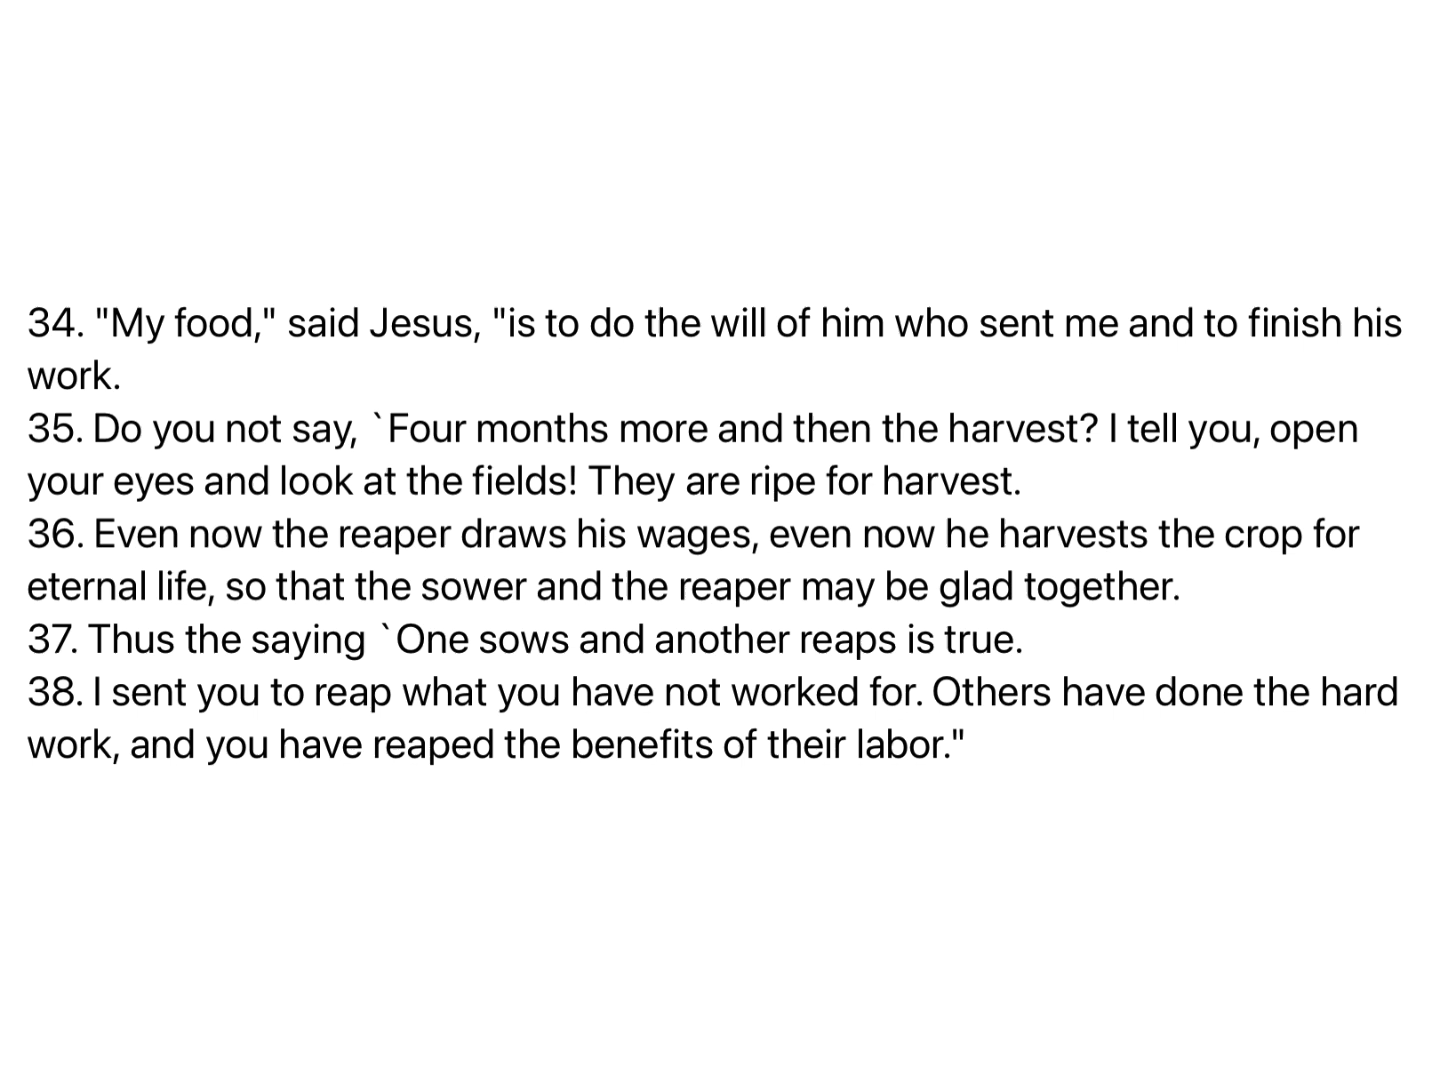 34. "My food," said Jesus, "is to do the will of him who sent me and to finish his
work.
35. Do you not say, `Four months more and then the harvest? I tell you, open
your eyes and look at the fields! They are ripe for harvest.
36. Even now the reaper draws his wages, even now he harvests the crop for
eternal life, so that the sower and the reaper may be glad together.
37. Thus the saying `One sows and another reaps is true.
38. I sent you to reap what you have not worked for. Others have done the hard
work, and you have reaped the benefits of their labor."